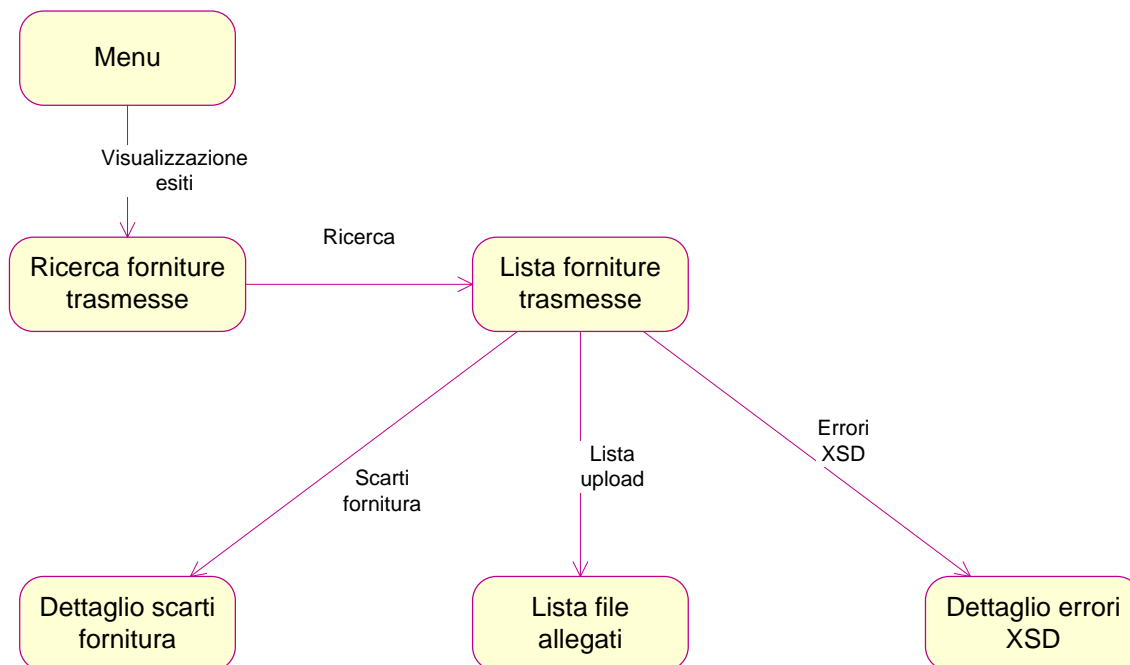 Menu
Visualizzazione
esiti
Ricerca forniture
trasmesse
Ricerca
Lista forniture
trasmesse
Scarti
fornitura
Lista
upload
Errori
XSD
Dettaglio scarti
fornitura
Lista file
allegati
Dettaglio errori
XSD